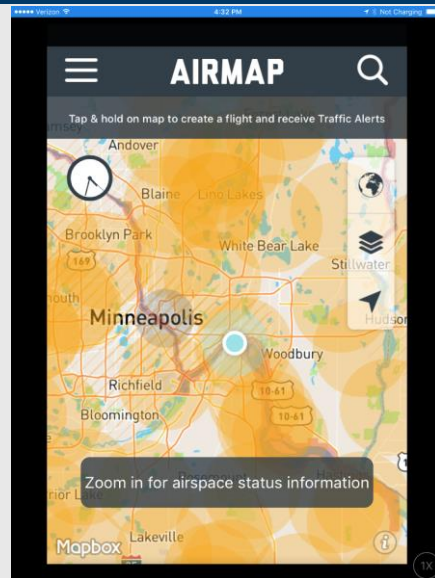 Verizon
4:32 PM
Not Charging
AIRMAP
Tap & hold on map to create a flight and receive Traffic Alerts
Andover
Blaine
Lino Lakes
Brooklyn Park
169
White Bear Lake
Stillwater
Minneapolis
Hudson
Woodbury
Richfield
10-61
Bloomington
10-61
Zoom in for airspace status information
Lakeville
Mapbox
i
1X